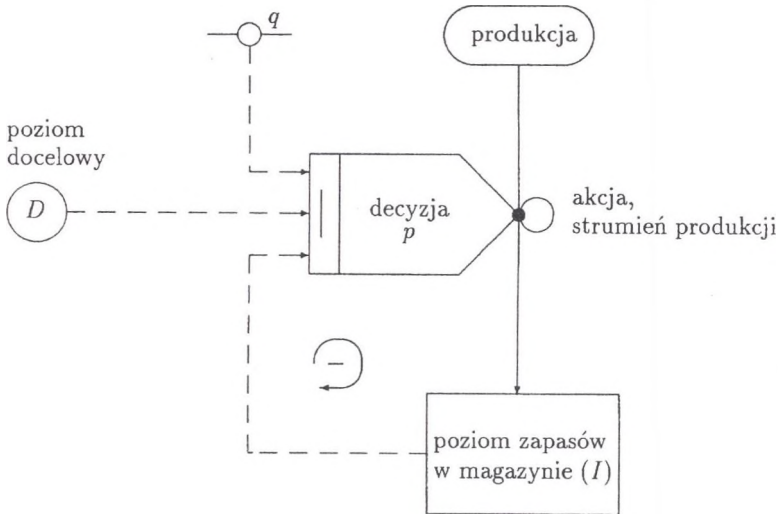 q
produkcja
poziom
docelowy
D
decyzja
p
akcja,
strumień produkcji
−
poziom zapasów
w magazynie (I)